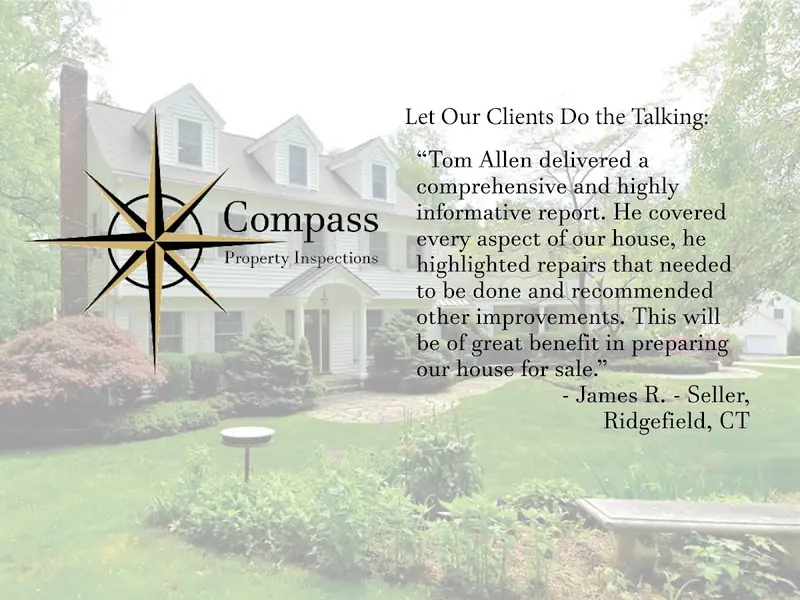 Compass
Property Inspections
Let Our Clients Do the Talking:
“Tom Allen delivered a
comprehensive and highly
informative report. He covered
every aspect of our house, he
highlighted repairs that needed
to be done and recommended
other improvements. This will
be of great benefit in preparing
our house for sale.”
- James R. - Seller,
Ridgefield, CT